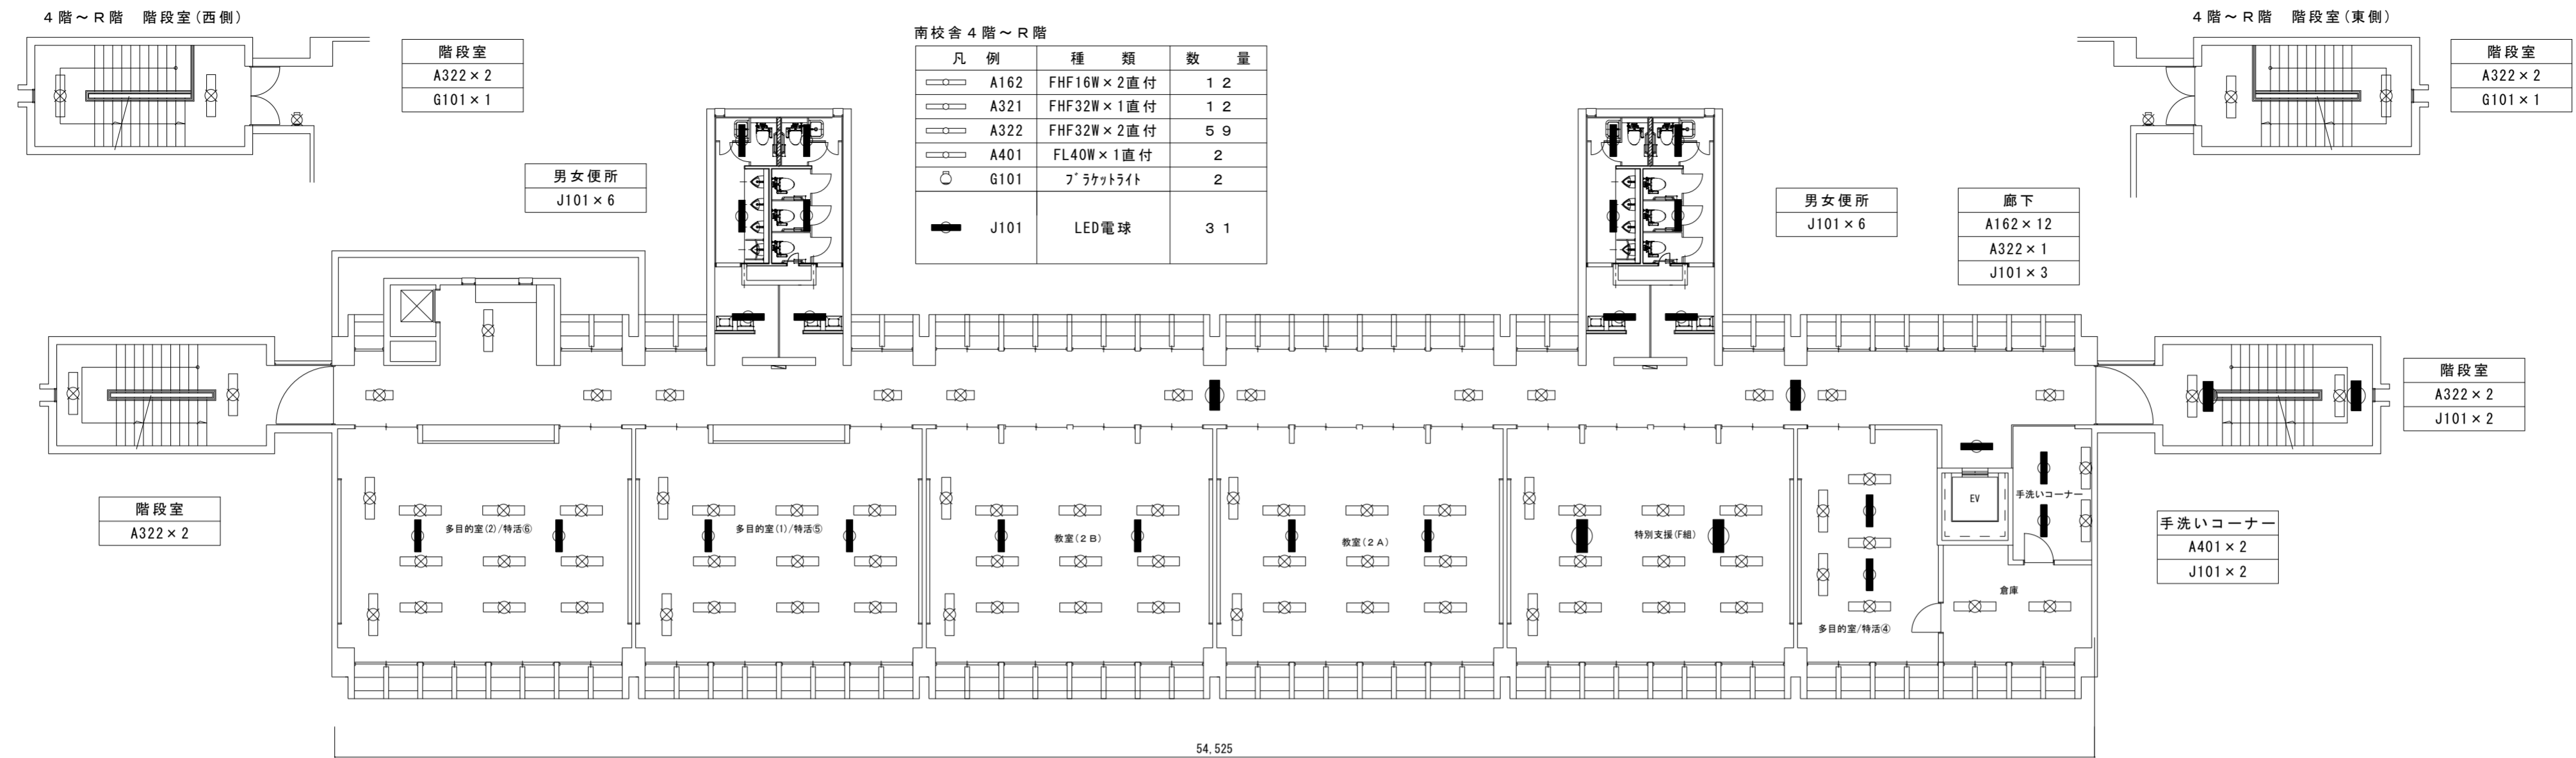 ４階～Ｒ階　階段室(西側)
階段室
A322×2
G101×1
南校舎４階～Ｒ階
凡　例　種　類　数　量
A162　FHF16W×2直付　１２
A321　FHF32W×1直付　１２
A322　FHF32W×2直付　５９
A401　FL40W×1直付　２
G101　ﾌﾞﾗｹｯﾄﾗｲﾄ　２
J101　LED電球　３１
４階～Ｒ階　階段室(東側)
階段室
A322×2
G101×1
男女便所
J101×6
男女便所
J101×6
廊下
A162×12
A322×1
J101×3
階段室
A322×2
J101×2
階段室
A322×2
多目的室(2)/特活⑥
多目的室(1)/特活⑤
教室(２Ｂ)
教室(２Ａ)
特別支援(F組)
多目的室/特活④
EV
手洗いコーナー
倉庫
手洗いコーナー
A401×2
J101×2
54,525